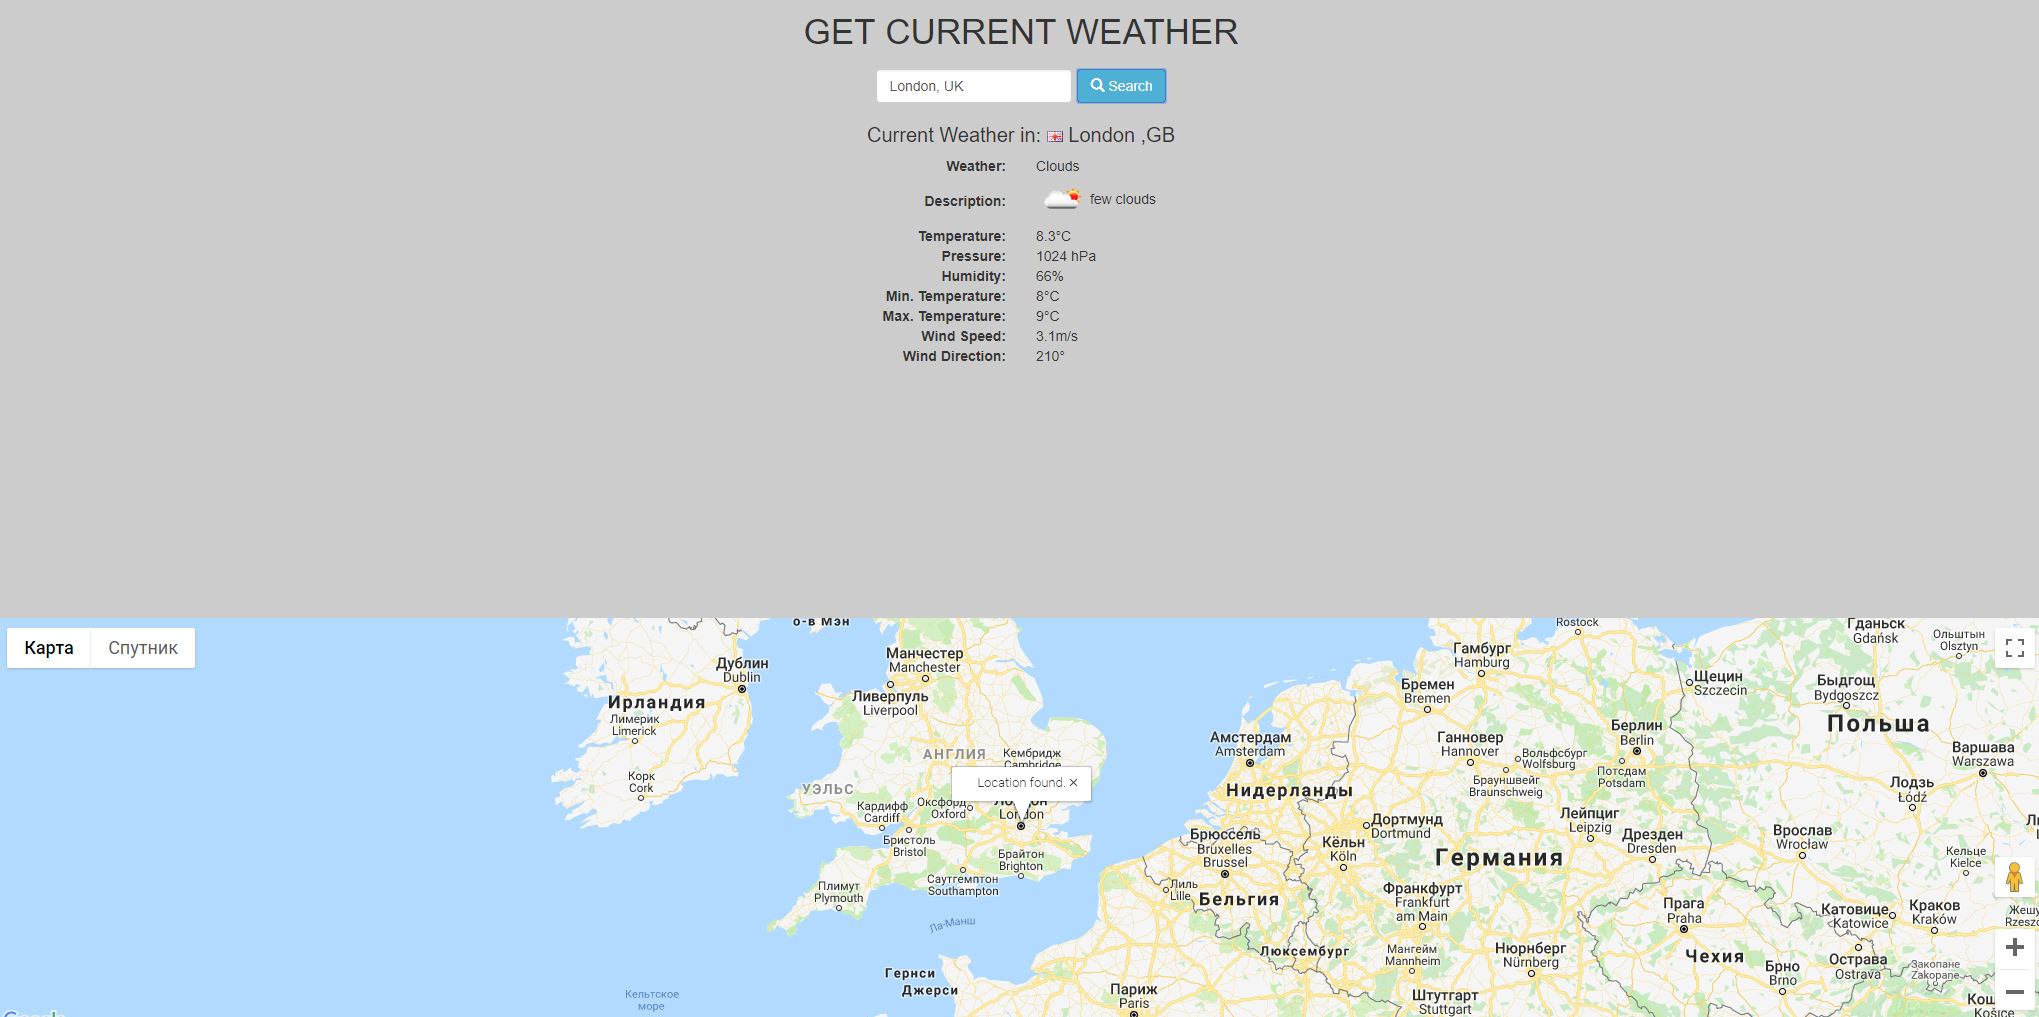 GET CURRENT WEATHER
London, UK
Search
Current Weather in: London ,GB
Weather: Clouds
Description: few clouds
Temperature: 8.3°C
Pressure: 1024 hPa
Humidity: 66%
Min. Temperature: 8°C
Max. Temperature: 9°C
Wind Speed: 3.1m/s
Wind Direction: 210°
Карта
Спутник
о-в Мэн
Rostock
Гданьск
Gdańsk
Ольштын
Olsztyn
Манчестер
Manchester
Гамбург
Hamburg
Дублин
Dublin
Ливерпуль
Liverpool
Бремен
Bremen
Щецин
Szczecin
Быдгощ
Bydgoszcz
Ирландия
Лимерик
Limerick
Польша
Амстердам
Amsterdam
Ганновер
Hannover
Берлин
Berlin
Варшава
Warszawa
АНГЛИЯ
Кембридж
Cambridge
Вольфсбург
Wolfsburg
Потсдам
Potsdam
Корк
Cork
Location found.
Брауншвейг
Braunschweig
Нидерланды
Лодзь
Łódź
УЭЛЬС
Кардифф
Cardiff
Оксфорд
Oxford
London
Дортмунд
Dortmund
Лейпциг
Leipzig
Бристоль
Bristol
Брайтон
Brighton
Брюссель
Bruxelles
Brussel
Кёльн
Köln
Германия
Дрезден
Dresden
Вроцлав
Wrocław
Кельце
Kielce
Плимут
Plymouth
Саутгемптон
Southampton
Лиль
Lille
Бельгия
Франкфурт
Frankfurt
am Main
Прага
Praha
Катовице
Katowice
Краков
Kraków
Ла-Манш
Люксембург
Мангейм
Mannheim
Нюрнберг
Nürnberg
Чехия
Брно
Brno
Острава
Ostrava
Закопане
Zakopane
Гернси
Джерси
Кельтское
море
Париж
Paris
Штутгарт
Stuttgart